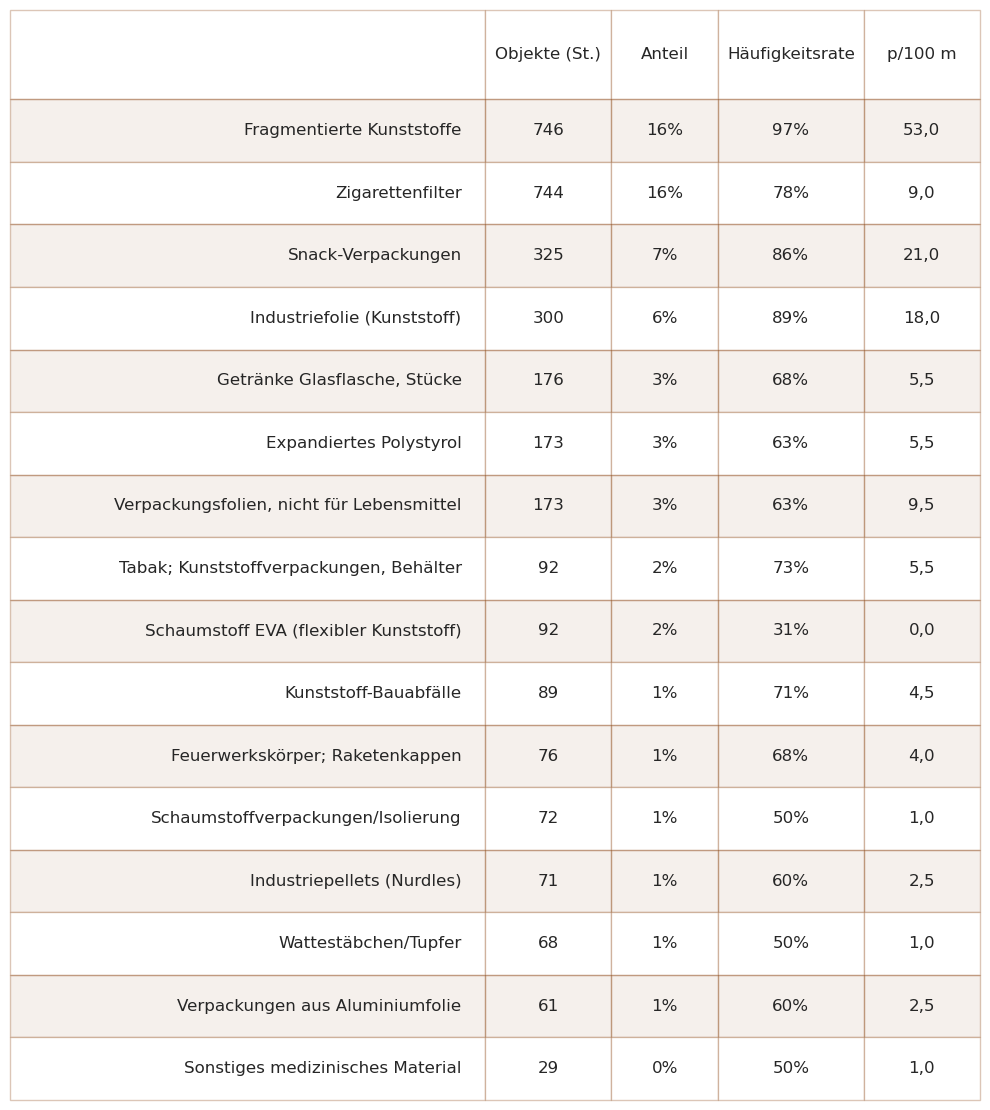 Objekte (St.) Anteil Häufigkeitsrate p/100 m
Fragmentierte Kunststoffe 746 16% 97% 53,0
Zigarettenfilter 744 16% 78% 9,0
Snack-Verpackungen 325 7% 86% 21,0
Industriefolie (Kunststoff) 300 6% 89% 18,0
Getränke Glasflasche, Stücke 176 3% 68% 5,5
Expandiertes Polystyrol 173 3% 63% 5,5
Verpackungsfolien, nicht für Lebensmittel 173 3% 63% 9,5
Tabak; Kunststoffverpackungen, Behälter 92 2% 73% 5,5
Schaumstoff EVA (flexibler Kunststoff) 92 2% 31% 0,0
Kunststoff-Bauabfälle 89 1% 71% 4,5
Feuerwerkskörper; Raketenkappen 76 1% 68% 4,0
Schaumstoffverpackungen/Isolierung 72 1% 50% 1,0
Industriepellets (Nurdles) 71 1% 60% 2,5
Wattestäbchen/Tupfer 68 1% 50% 1,0
Verpackungen aus Aluminiumfolie 61 1% 60% 2,5
Sonstiges medizinisches Material 29 0% 50% 1,0